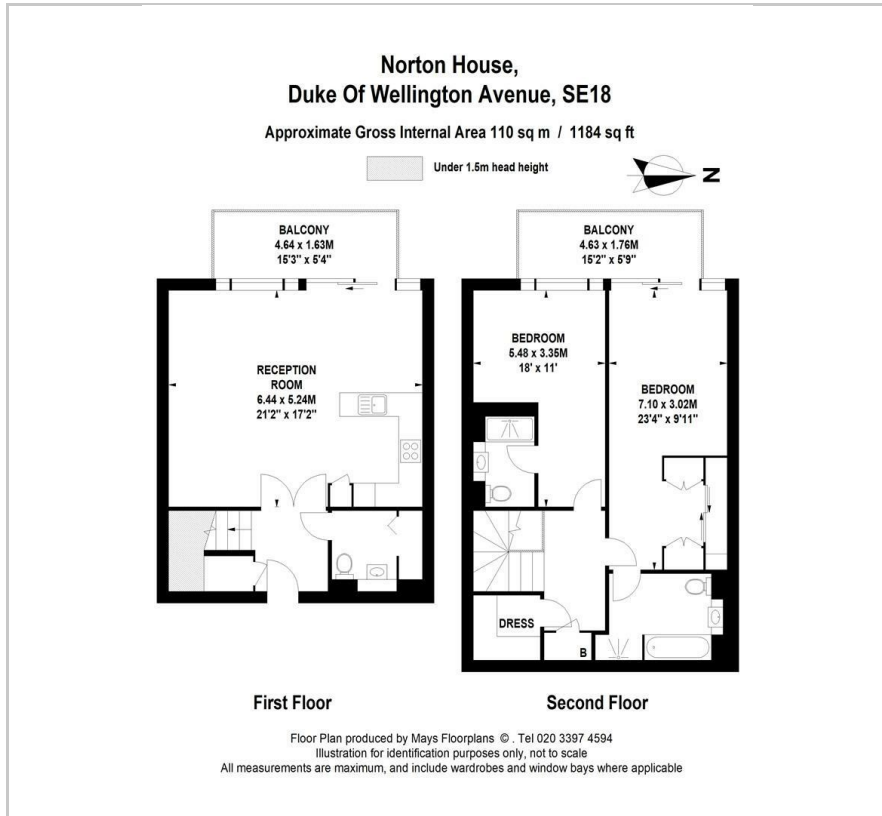 Norton House,
Duke Of Wellington Avenue, SE18
Approximate Gross Internal Area 110 sq m / 1184 sq ft
Under 1.5m head height
N
BALCONY
4.64 x 1.63M
15'3" x 5'4"
RECEPTION
ROOM
6.44 x 5.24M
21'2" x 17'2"
First Floor
BALCONY
4.63 x 1.76M
15'2" x 5'9"
BEDROOM
5.48 x 3.35M
18' x 11'
BEDROOM
7.10 x 3.02M
23'4" x 9'11"
DRESS
B
Second Floor
Floor Plan produced by Mays Floorplans © . Tel 020 3397 4594
Illustration for identification purposes only, not to scale
All measurements are maximum, and include wardrobes and window bays where applicable